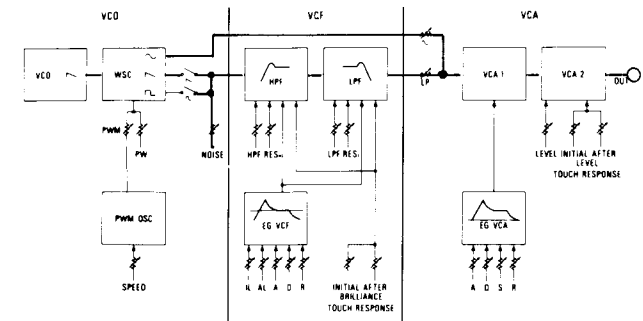 VCO VCF VCA
VCO WSC HPF LPF LP VCA 1 VCA 2 OUT
PWM PW NOISE HPF RES. LPF RES. LEVEL INITIAL AFTER
LEVEL
TOUCH RESPONSE
PWM OSC EG VCF EG VCA
SPEED IL AL A D R INITIAL AFTER A D S R
BRILLIANCE
TOUCH RESPONSE